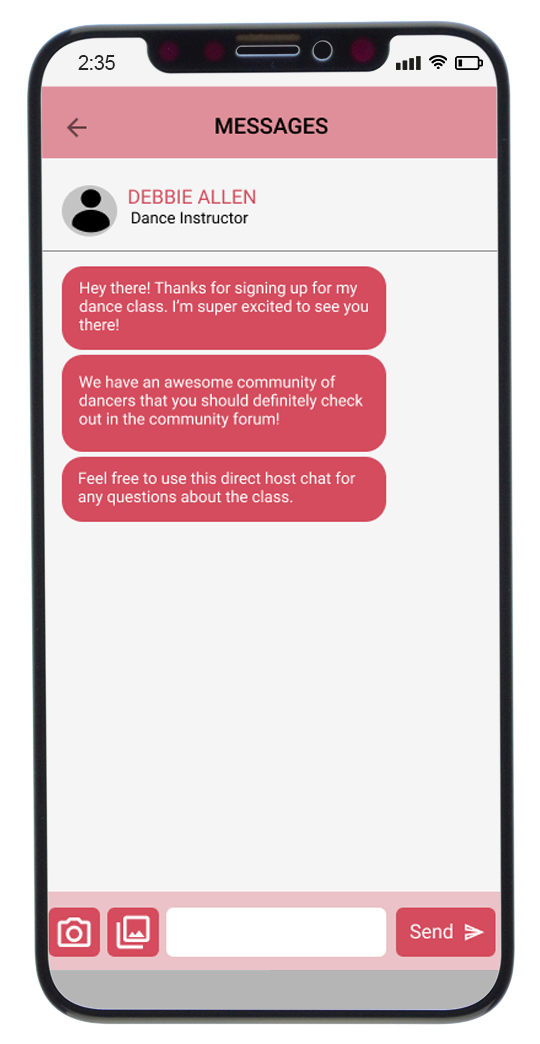 2:35
MESSAGES
DEBBIE ALLEN
Dance Instructor
Hey there! Thanks for signing up for my
dance class. I’m super excited to see you
there!
We have an awesome community of
dancers that you should definitely check
out in the community forum!
Feel free to use this direct host chat for
any questions about the class.
Send